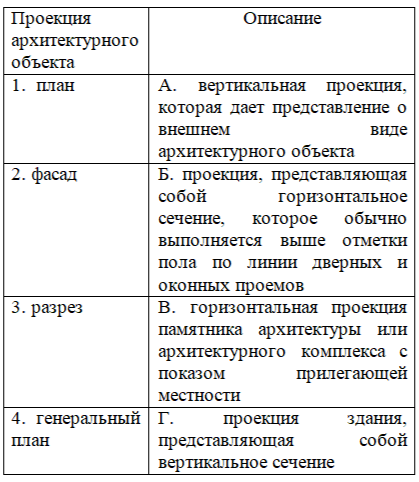 Проекция
архитектурного
объекта
Описание
1. план
А. вертикальная проекция,
которая дает представление о
внешнем виде
архитектурного объекта
2. фасад
Б. проекция, представляющая
собой горизонтальное
сечение, которое обычно
выполняется выше отметки
пола по линии дверных и
оконных проемов
3. разрез
В. горизонтальная проекция
памятника архитектуры или
архитектурного комплекса с
показом прилегающей
местности
4. генеральный
план
Г. проекция здания,
представляющая собой
вертикальное сечение